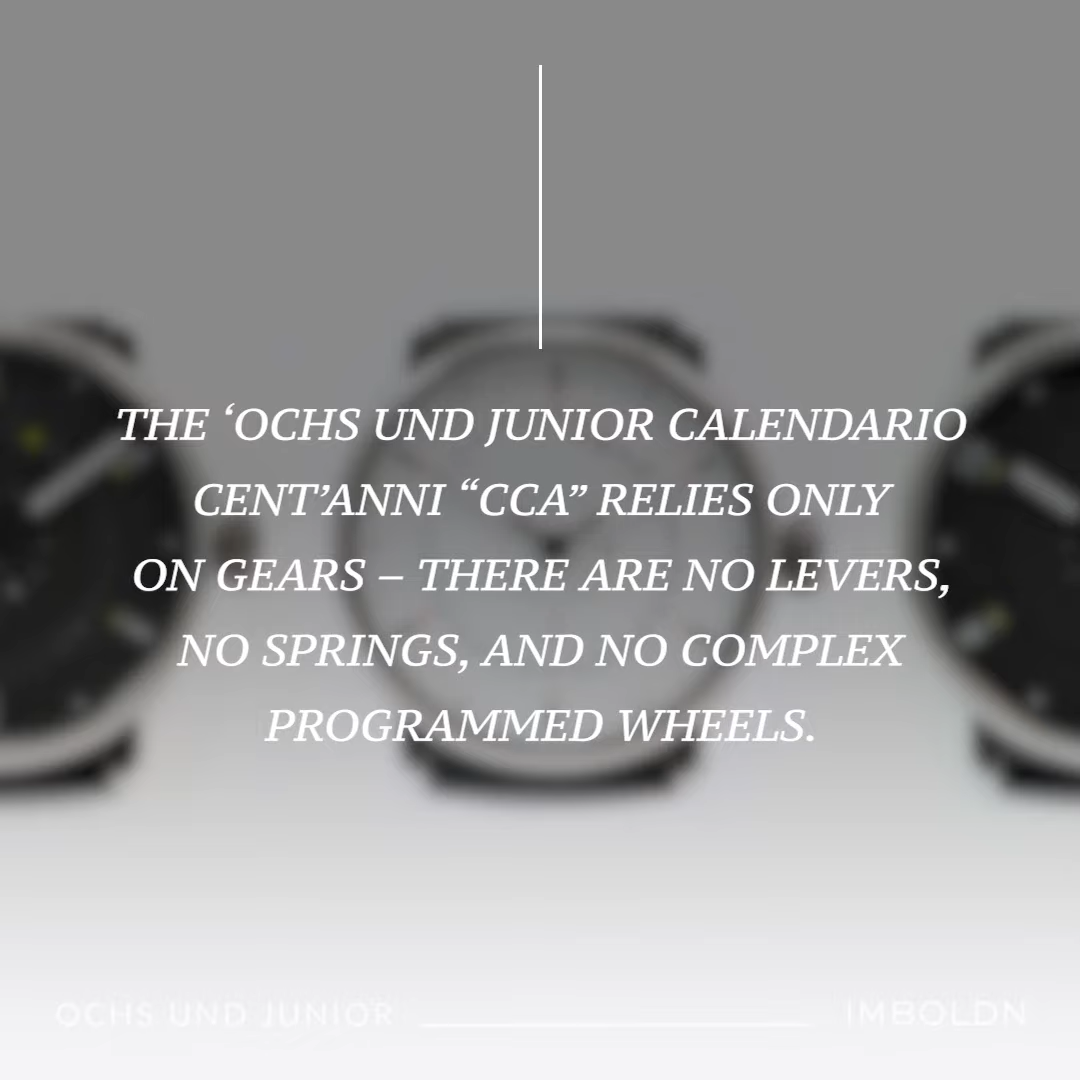 THE ‘OCHS UND JUNIOR CALENDARIO
CENT’ANNI “CCA” RELIES ONLY
ON GEARS – THERE ARE NO LEVERS,
NO SPRINGS, AND NO COMPLEX
PROGRAMMED WHEELS.
OCHS UND JUNIOR IMBOLDN